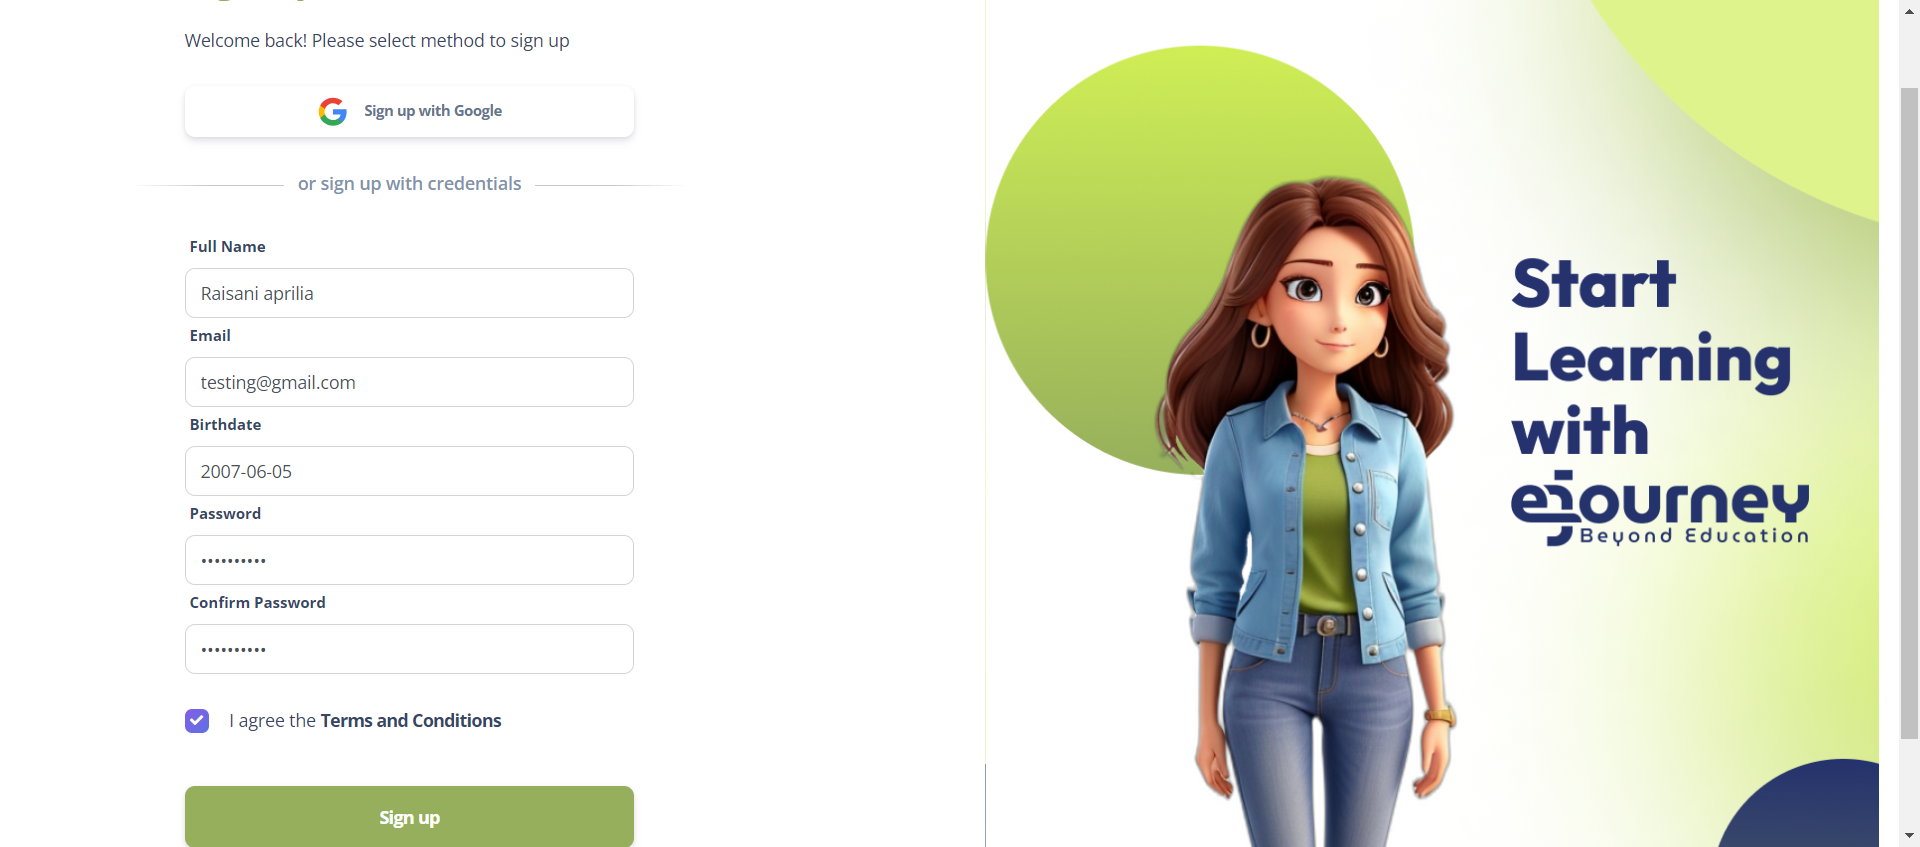 Welcome back! Please select method to sign up
Sign up with Google
or sign up with credentials
Full Name
Raisani aprilia
Email
testing@gmail.com
Birthdate
2007-06-05
Password
••••••••••
Confirm Password
••••••••••
I agree the Terms and Conditions
Sign up
Start
Learning
with
ejourney
Beyond Education